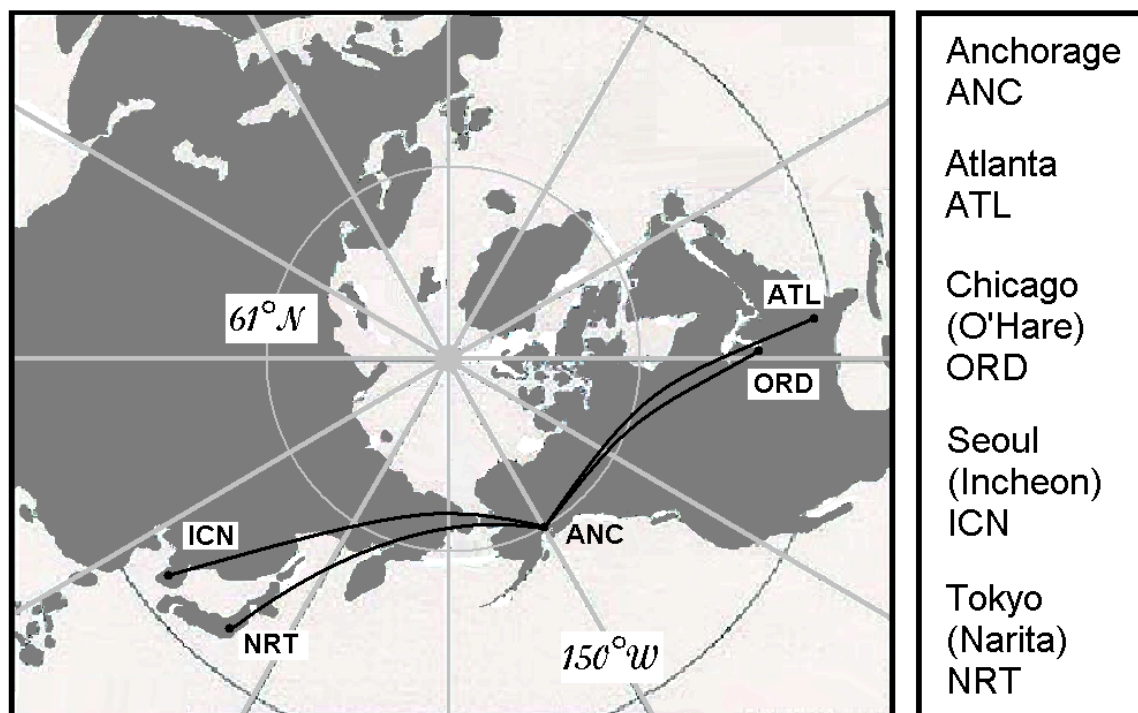 61°N
ATL
ORD
ICN
ANC
NRT
150°W
Anchorage
ANC
Atlanta
ATL
Chicago
(O'Hare)
ORD
Seoul
(Incheon)
ICN
Tokyo
(Narita)
NRT